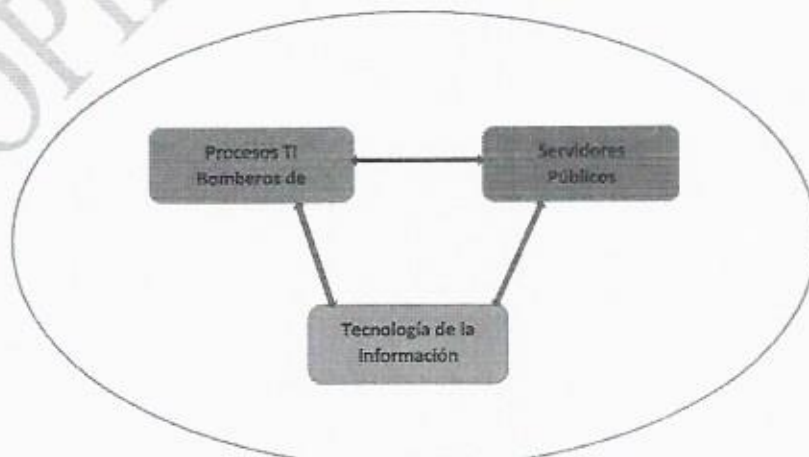 Procesos TI
Bomberos de
Servidores
Públicos
Tecnología de la
Información